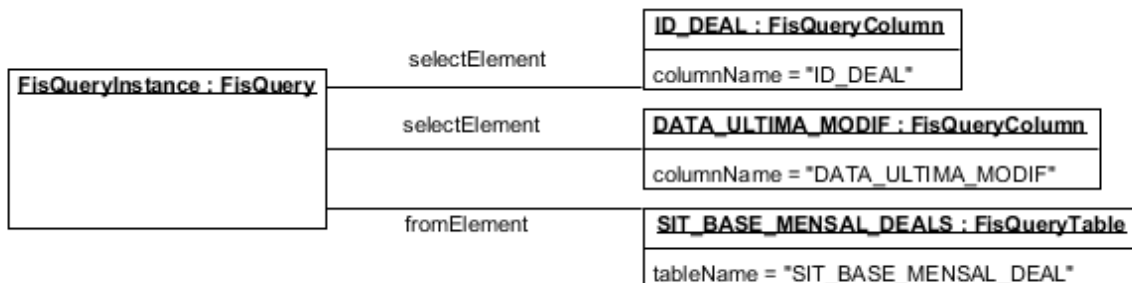 ID_DEAL : FisQueryColumn
selectElement
columnName = "ID_DEAL"
FisQueryInstance : FisQuery
selectElement
DATA_ULTIMA_MODIF : FisQueryColumn
columnName = "DATA_ULTIMA_MODIF"
fromElement
SIT_BASE_MENSAL_DEALS : FisQueryTable
tableName = "SIT_BASE_MENSAL_DEAL"